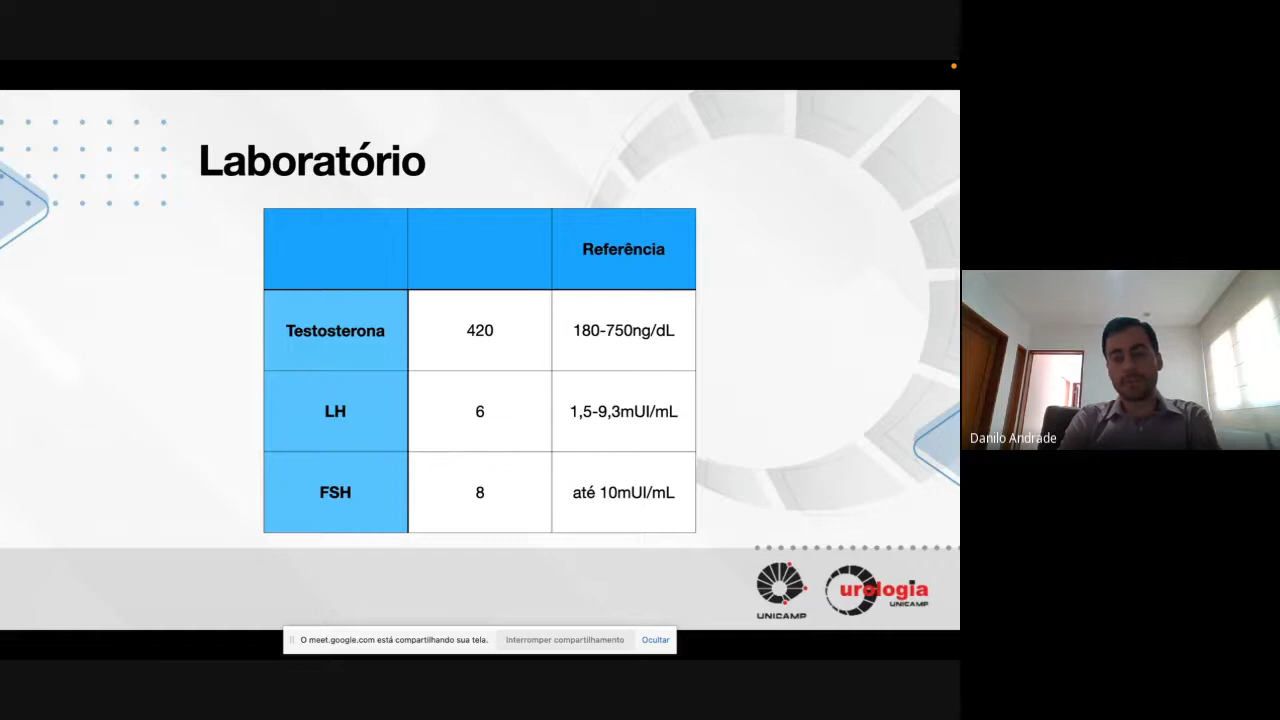 Laboratório
Referência
Testosterona 420 180-750ng/dL
LH 6 1,5-9,3mUI/mL
FSH 8 até 10mUI/mL
UNICAMP
urologia
UNICAMP
O meet.google.com está compartilhando sua tela. Interromper compartilhamento Ocultar
Danilo Andrade